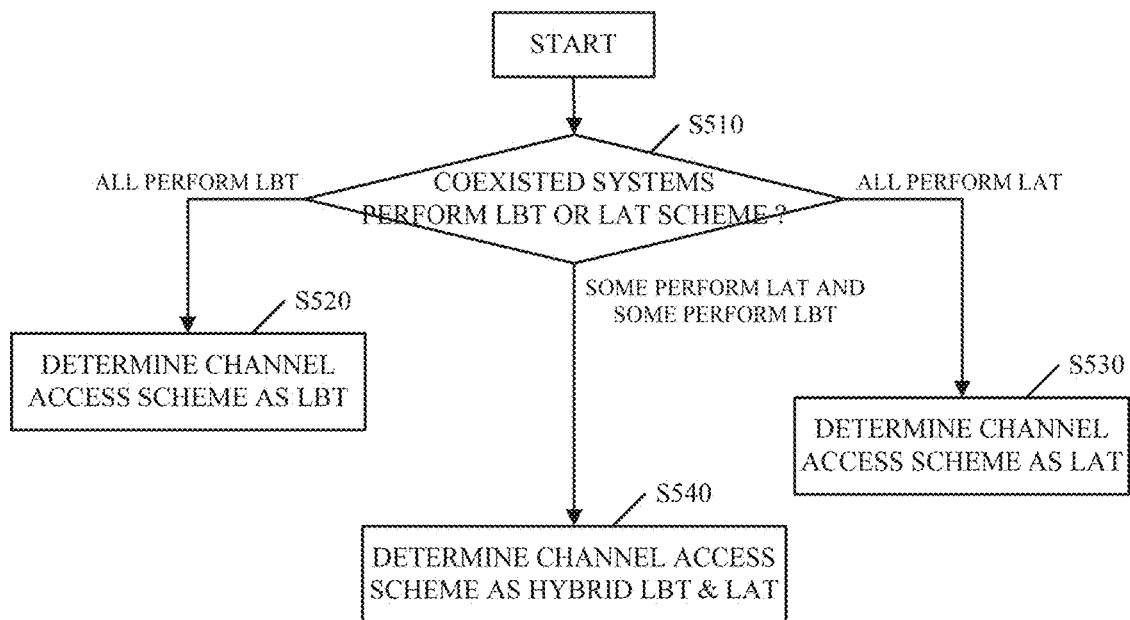 START
S510
ALL PERFORM LBT
COEXISTED SYSTEMS
PERFORM LBT OR LAT SCHEME ?
ALL PERFORM LAT
SOME PERFORM LAT AND
SOME PERFORM LBT
S520
DETERMINE CHANNEL
ACCESS SCHEME AS LBT
S530
DETERMINE CHANNEL
ACCESS SCHEME AS LAT
S540
DETERMINE CHANNEL ACCESS
SCHEME AS HYBRID LBT & LAT